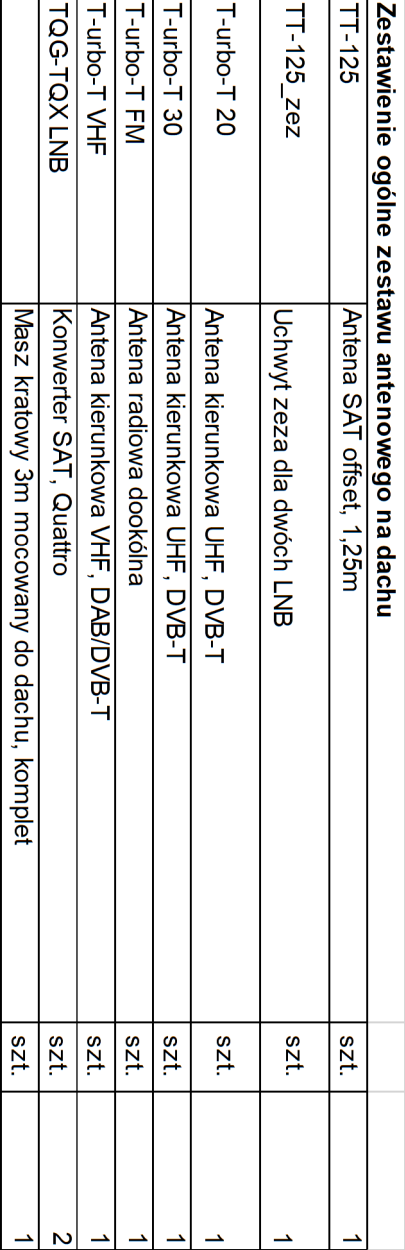 Zestawienie ogólne zestawu antenowego na dachu
TT-125 Antena SAT offset, 1,25m szt. 1
TT-125_zez Uchwyt zeza dla dwóch LNB szt. 1
T-urbo-T 20 Antena kierunkowa UHF, DVB-T szt. 1
T-urbo-T 30 Antena kierunkowa UHF, DVB-T szt. 1
T-urbo-T FM Antena radiowa dookólna szt. 1
T-urbo-T VHF Antena kierunkowa VHF, DAB/DVB-T szt. 1
TQG-TQX LNB Konwerter SAT, Quattro szt. 2
Masz kratowy 3m mocowany do dachu, komplet szt. 1